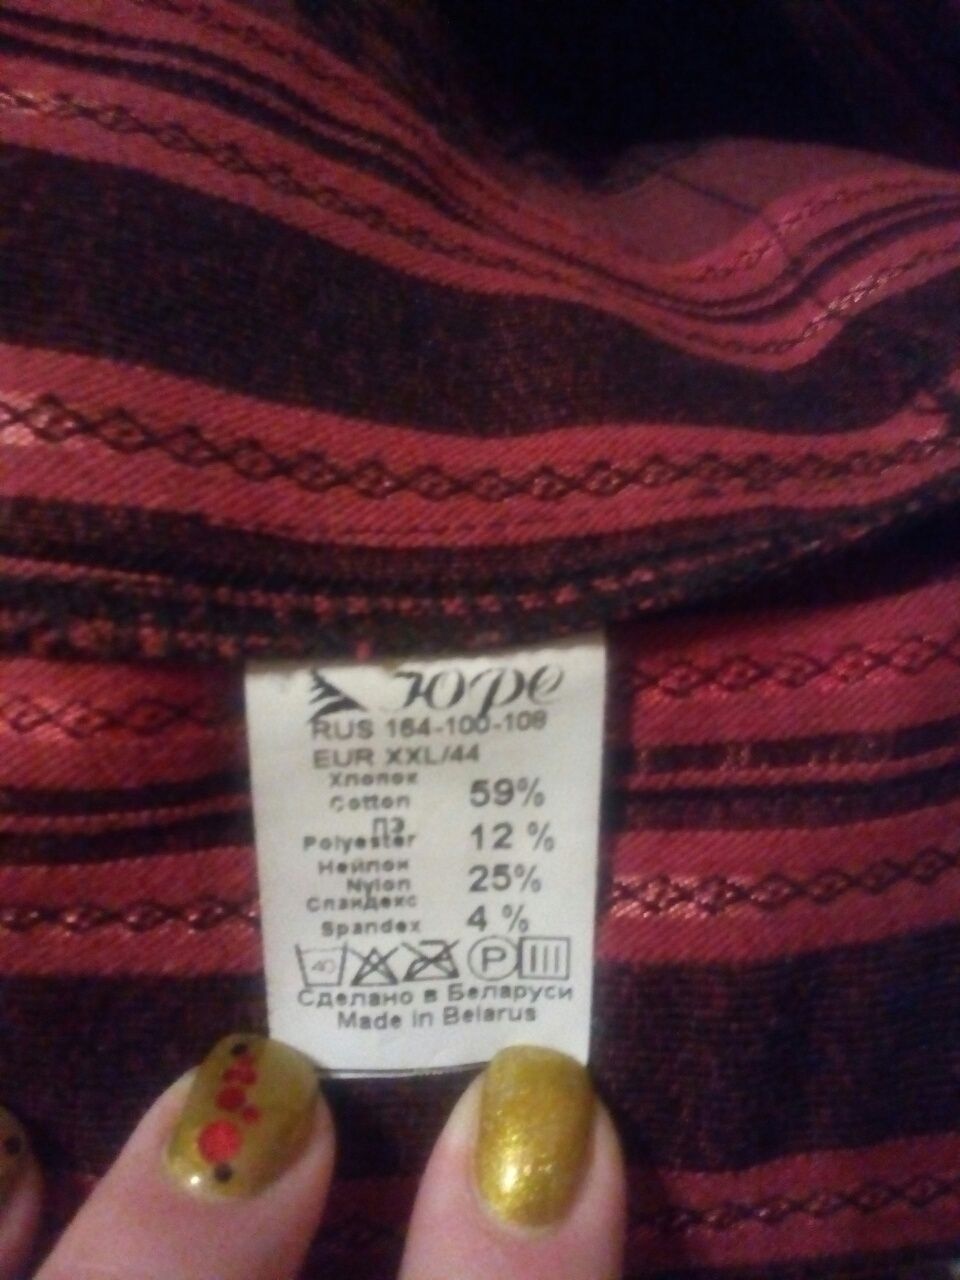 Юре
RUS 164-100-108
EUR XXL/44
Хлопок
Cotton 59%
ПЭ
Polyester 12 %
Нейлон
Nylon 25%
Спандекс
Spandex 4 %
40 P
Сделано в Беларуси
Made in Belarus